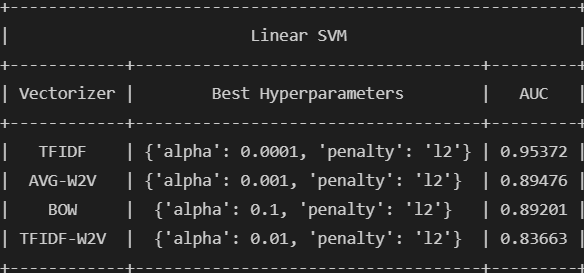 Linear SVM
| Vectorizer | Best Hyperparameters | AUC |
| TFIDF | {'alpha': 0.0001, 'penalty': 'l2'} | 0.95372 |
| AVG-W2V | {'alpha': 0.001, 'penalty': 'l2'} | 0.89476 |
| BOW | {'alpha': 0.1, 'penalty': 'l2'} | 0.89201 |
| TFIDF-W2V | {'alpha': 0.01, 'penalty': 'l2'} | 0.83663 |